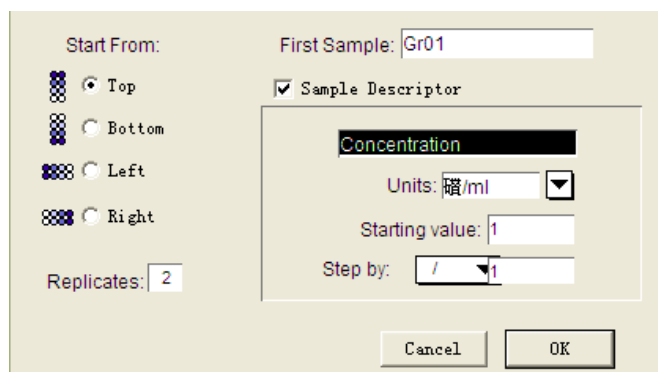 Start From:
First Sample: Gr01
Top
Sample Descriptor
Bottom
Concentration
Left
Units: 礸/ml
Right
Starting value: 1
Replicates: 2
Step by: / 1
Cancel
OK